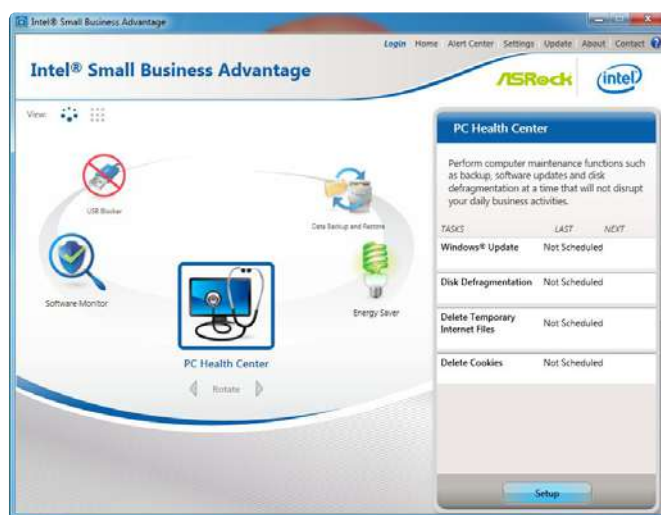 Intel® Small Business Advantage
Login Home Alert Center Settings Update About Contact ?
Intel® Small Business Advantage
ASRock
intel
View:
USB Blocker
Data Backup and Restore
Software Monitor
Energy Saver
PC Health Center
Rotate
PC Health Center
Perform computer maintenance functions such
as backup, software updates and disk
defragmentation at a time that will not disrupt
your daily business activities.
TASKS LAST NEXT
Windows® Update Not Scheduled
Disk Defragmentation Not Scheduled
Delete Temporary
Internet Files Not Scheduled
Delete Cookies Not Scheduled
Setup